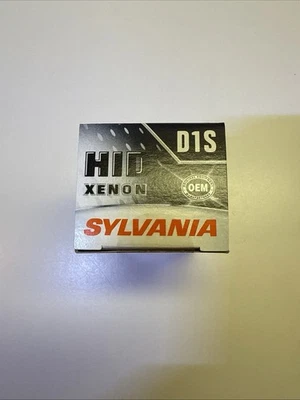 D1S
HID
XENON
OEM
SYLVANIA